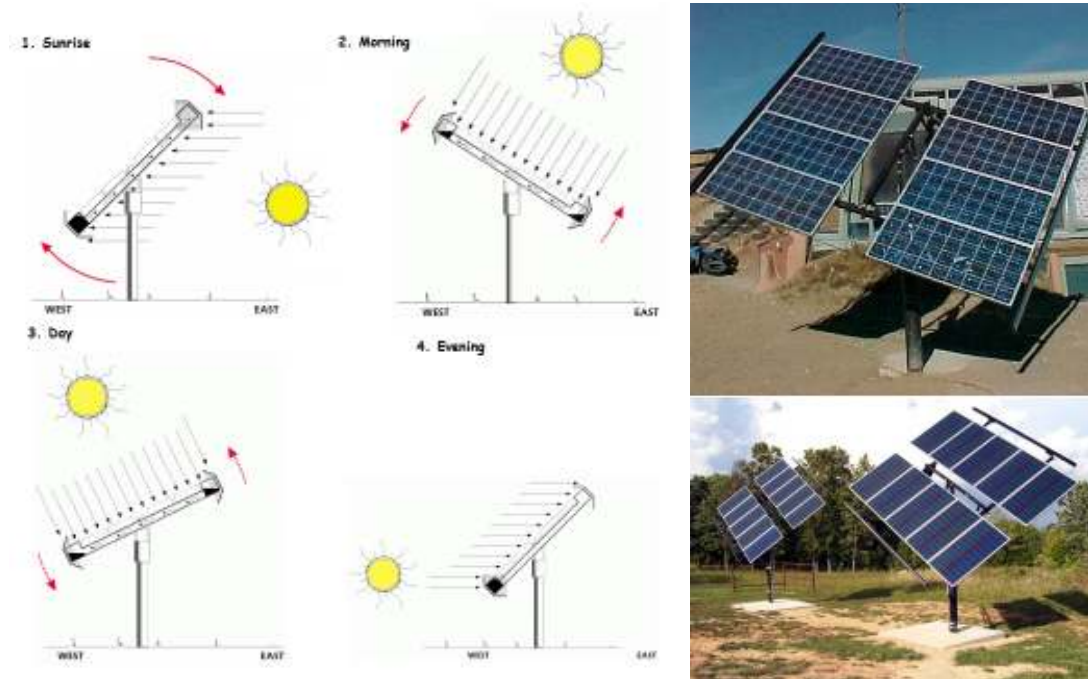 1. Sunrise
2. Morning
WEST EAST
WEST EAST
3. Day
4. Evening
WEST EAST
WEST EAST